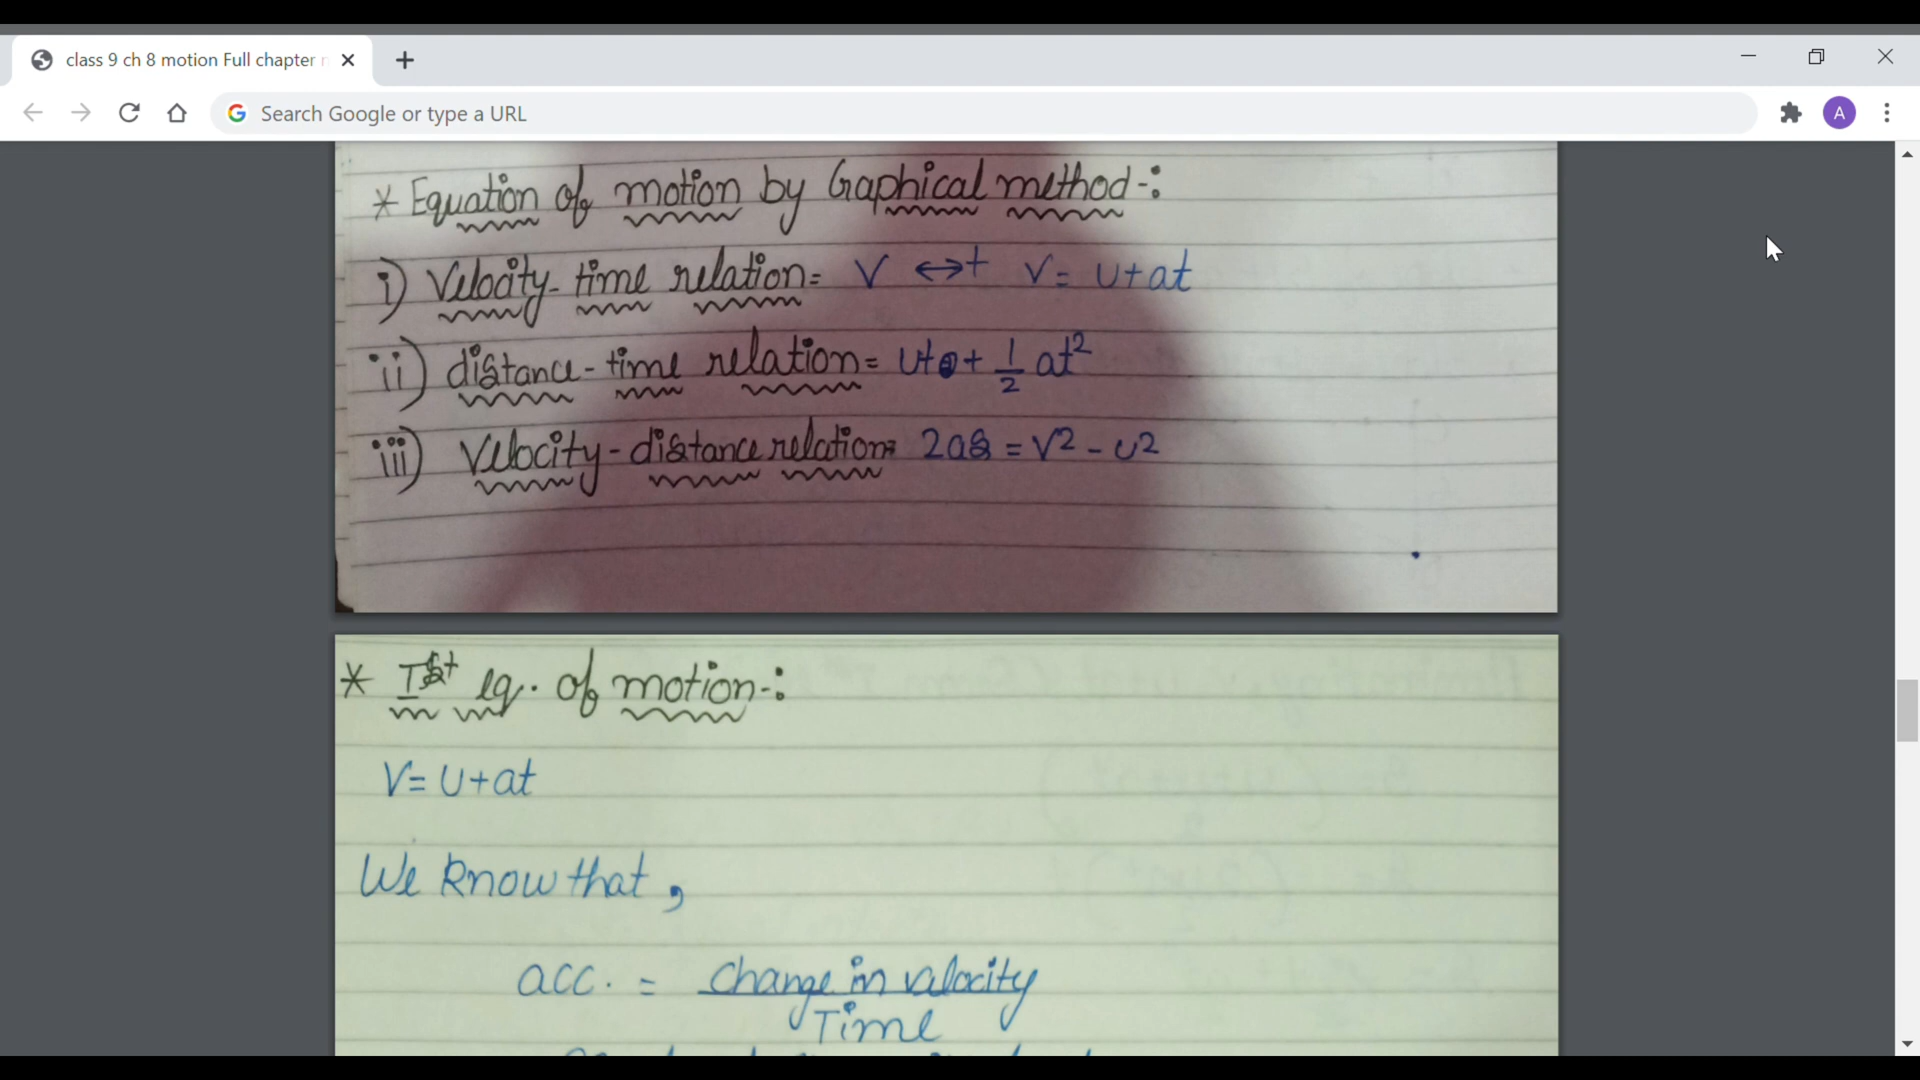 class 9 ch 8 motion Full chapter
Search Google or type a URL
A
* Equation of motion by Graphical method-:
i) Velocity-time relation= V ↔t V= u+at
ii) distance-time relation= ut + 1/2 at²
iii) Velocity-distance relation= 2as = v² - u²
* Ist eq. of motion-:
V= u+at
We know that,
acc. = Change in valocity
Time